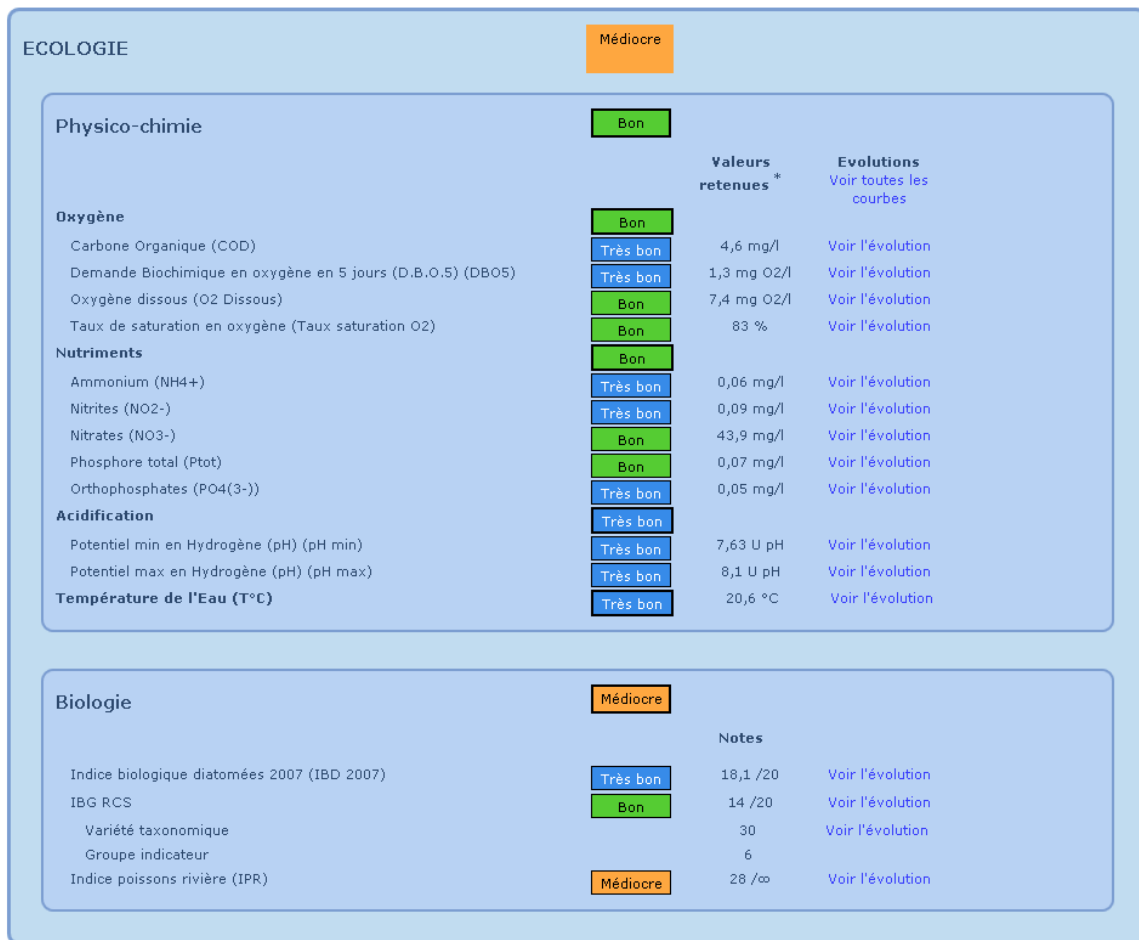 ECOLOGIE Médiocre
Physico-chimie Bon
Valeurs retenues * Evolutions
Voir toutes les courbes
Oxygène Bon
Carbone Organique (COD) Très bon 4,6 mg/l Voir l'évolution
Demande Biochimique en oxygène en 5 jours (D.B.O.5) (DBO5) Très bon 1,3 mg O2/l Voir l'évolution
Oxygène dissous (O2 Dissous) Bon 7,4 mg O2/l Voir l'évolution
Taux de saturation en oxygène (Taux saturation O2) Bon 83 % Voir l'évolution
Nutriments Bon
Ammonium (NH4+) Très bon 0,06 mg/l Voir l'évolution
Nitrites (NO2-) Très bon 0,09 mg/l Voir l'évolution
Nitrates (NO3-) Bon 43,9 mg/l Voir l'évolution
Phosphore total (Ptot) Bon 0,07 mg/l Voir l'évolution
Orthophosphates (PO4(3-)) Très bon 0,05 mg/l Voir l'évolution
Acidification Très bon
Potentiel min en Hydrogène (pH) (pH min) Très bon 7,63 U pH Voir l'évolution
Potentiel max en Hydrogène (pH) (pH max) Très bon 8,1 U pH Voir l'évolution
Température de l'Eau (T°C) Très bon 20,6 °C Voir l'évolution
Biologie Médiocre
Notes
Indice biologique diatomées 2007 (IBD 2007) Très bon 18,1 /20 Voir l'évolution
IBG RCS Bon 14 /20 Voir l'évolution
Variété taxonomique 30 Voir l'évolution
Groupe indicateur 6
Indice poissons rivière (IPR) Médiocre 28 /∞ Voir l'évolution